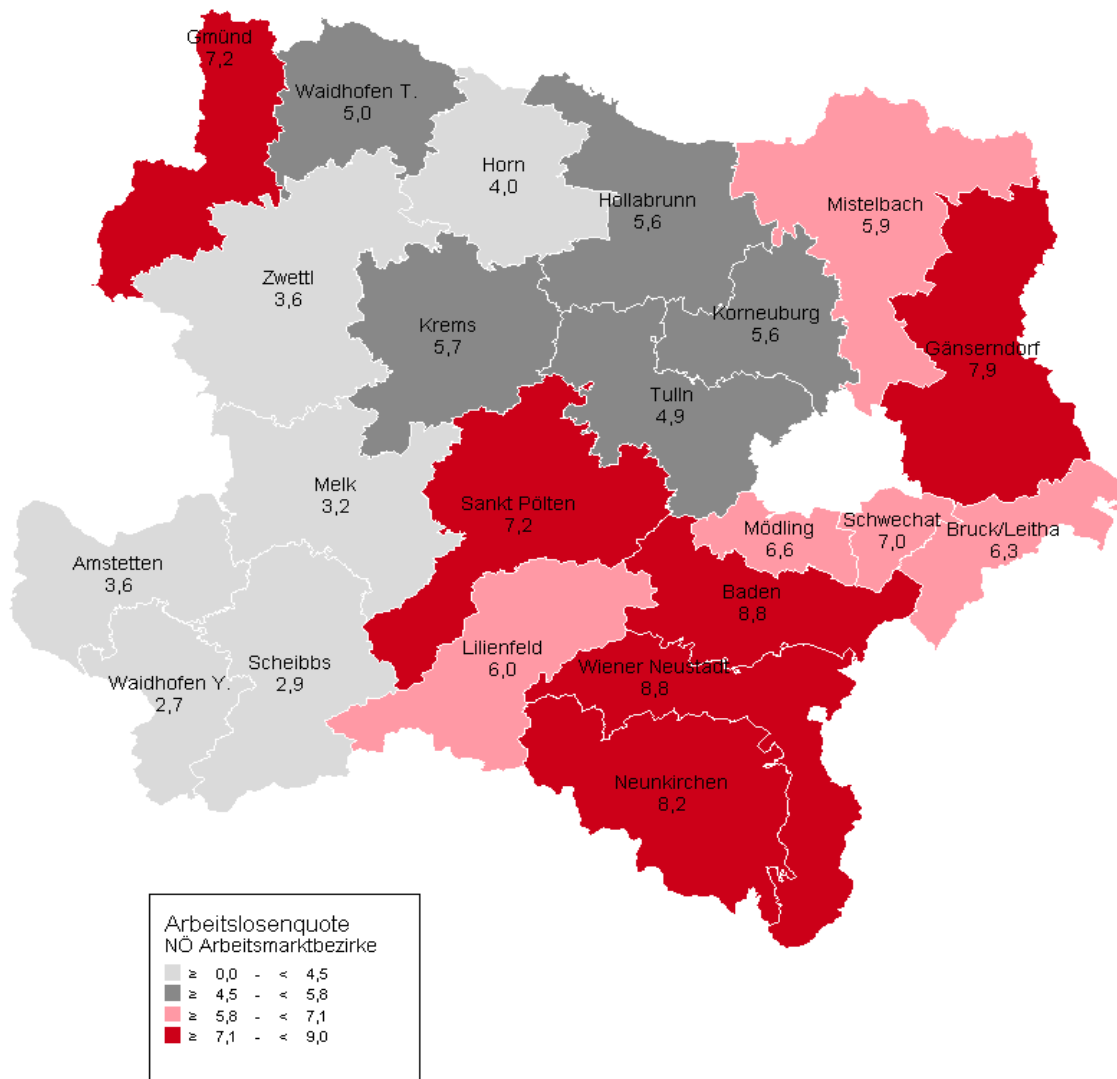 Gmünd
7,2
Waidhofen T.
5,0
Horn
4,0
Hollabrunn
5,6
Mistelbach
5,9
Zwettl
3,6
Krems
5,7
Korneuburg
5,6
Gänserndorf
7,9
Tulln
4,9
Melk
3,2
Sankt Pölten
7,2
Mödling
6,6
Schwechat
7,0
Bruck/Leitha
6,3
Amstetten
3,6
Baden
8,8
Scheibbs
2,9
Lilienfeld
6,0
Waidhofen Y.
2,7
Wiener Neustadt
8,8
Neunkirchen
8,2
Arbeitslosenquote
NÖ Arbeitsmarktbezirke
≥ 0,0 - < 4,5
≥ 4,5 - < 5,8
≥ 5,8 - < 7,1
≥ 7,1 - < 9,0